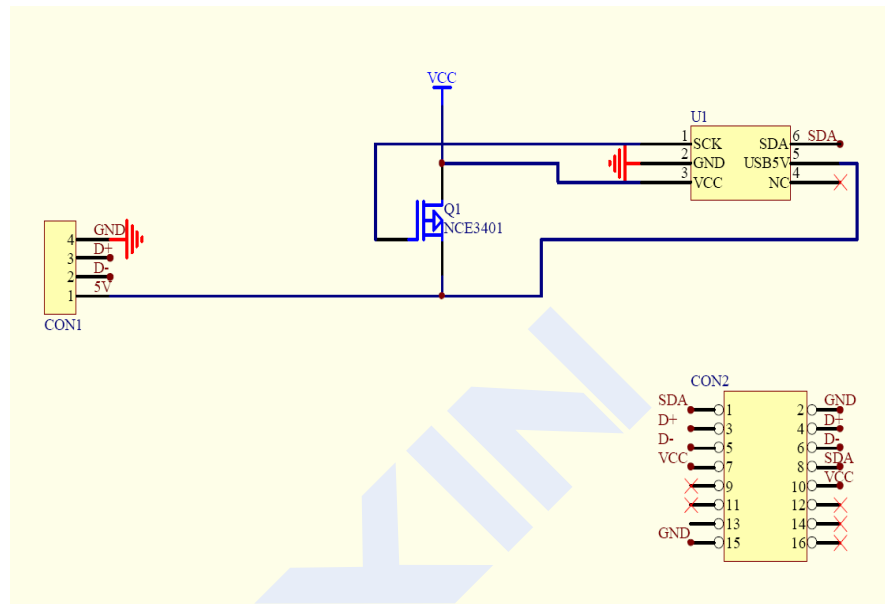 VCC
U1
1 SCK SDA 6 SDA
2 GND USB5V 5
3 VCC NC 4
Q1
NCE3401
4 GND
3 D+
2 D-
1 5V
CON1
CON2
SDA 1 2 GND
D+ 3 4 D+
D- 5 6 D-
VCC 7 8 SDA
9 10 VCC
11 12
13 14
GND 15 16
XIN